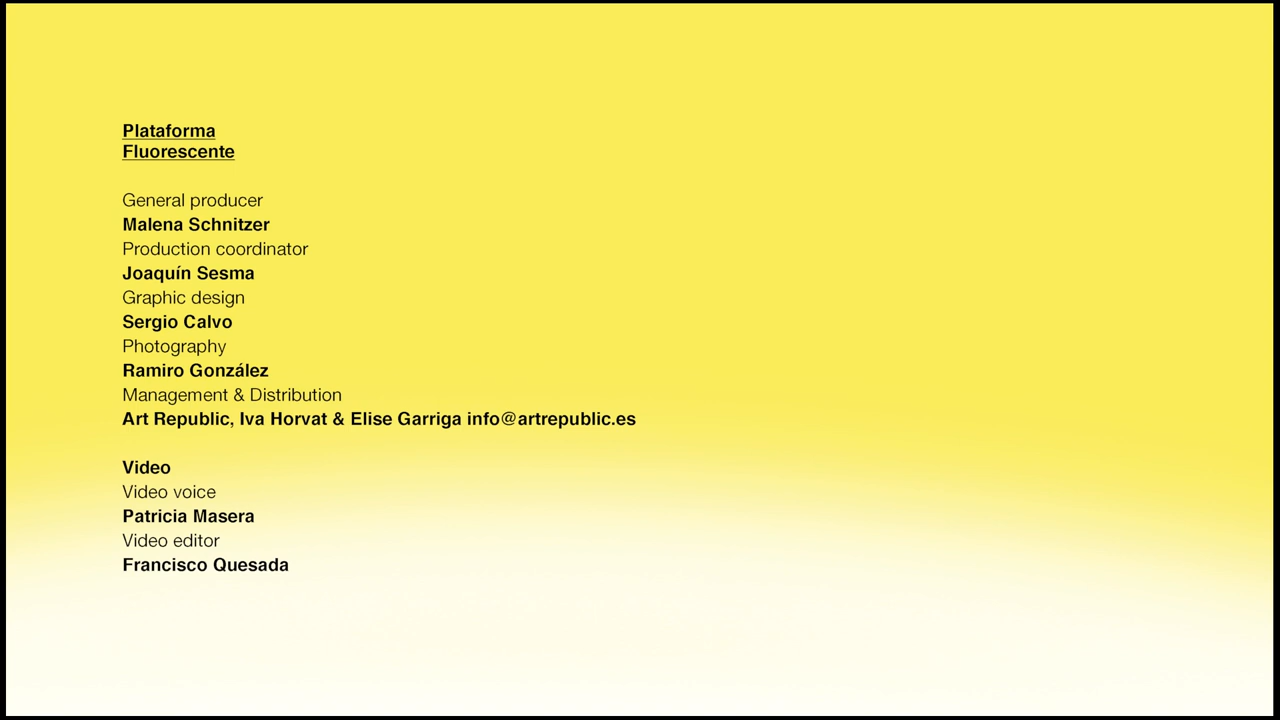 Plataforma
Fluorescente
General producer
Malena Schnitzer
Production coordinator
Joaquín Sesma
Graphic design
Sergio Calvo
Photography
Ramiro González
Management & Distribution
Art Republic, Iva Horvat & Elise Garriga info@artrepublic.es
Video
Video voice
Patricia Masera
Video editor
Francisco Quesada